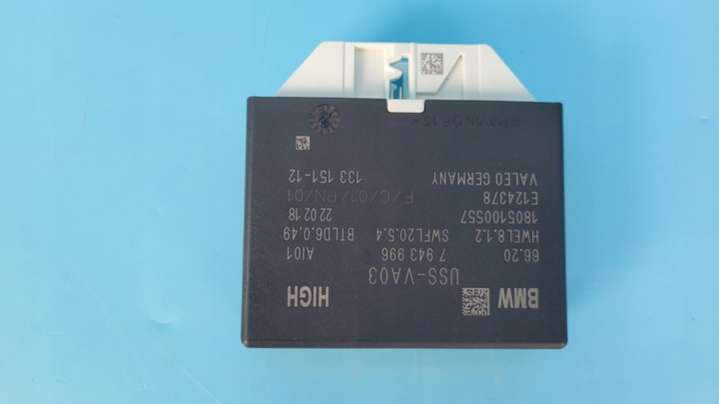 BMW HIGH
USS-VA03
66.20 7 943 996 AI01
HWEL8.1.2 SWFL20.5.4 BTLD6.0.49
1805100557 22.02.18
E124378 F/C/01/PN/01
VALEO GERMANY 133 151-12